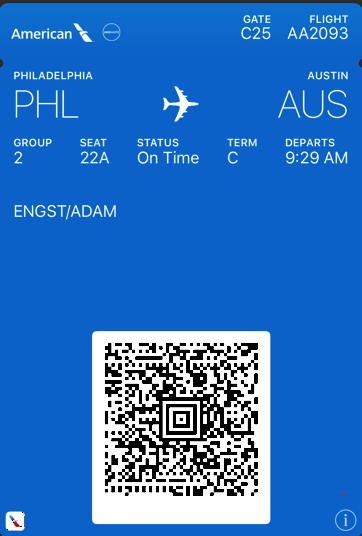 American
GATE FLIGHT
C25 AA2093
PHILADELPHIA AUSTIN
PHL AUS
GROUP SEAT STATUS TERM DEPARTS
2 22A On Time C 9:29 AM
ENGST/ADAM